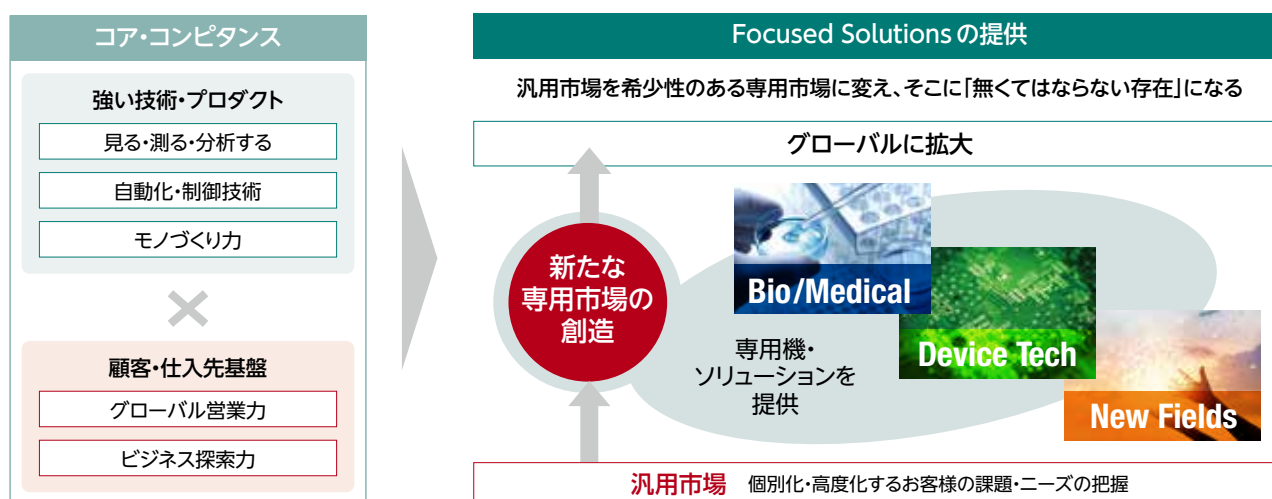 コア・コンピタンス
強い技術・プロダクト
見る・測る・分析する
自動化・制御技術
モノづくり力
×
顧客・仕入先基盤
グローバル営業力
ビジネス探索力
Focused Solutionsの提供
汎用市場を希少性のある専用市場に変え、そこに「無くてはならない存在」になる
グローバルに拡大
新たな
専用市場の
創造
Bio/Medical
Device Tech
New Fields
専用機・
ソリューションを
提供
汎用市場 個別化・高度化するお客様の課題・ニーズの把握